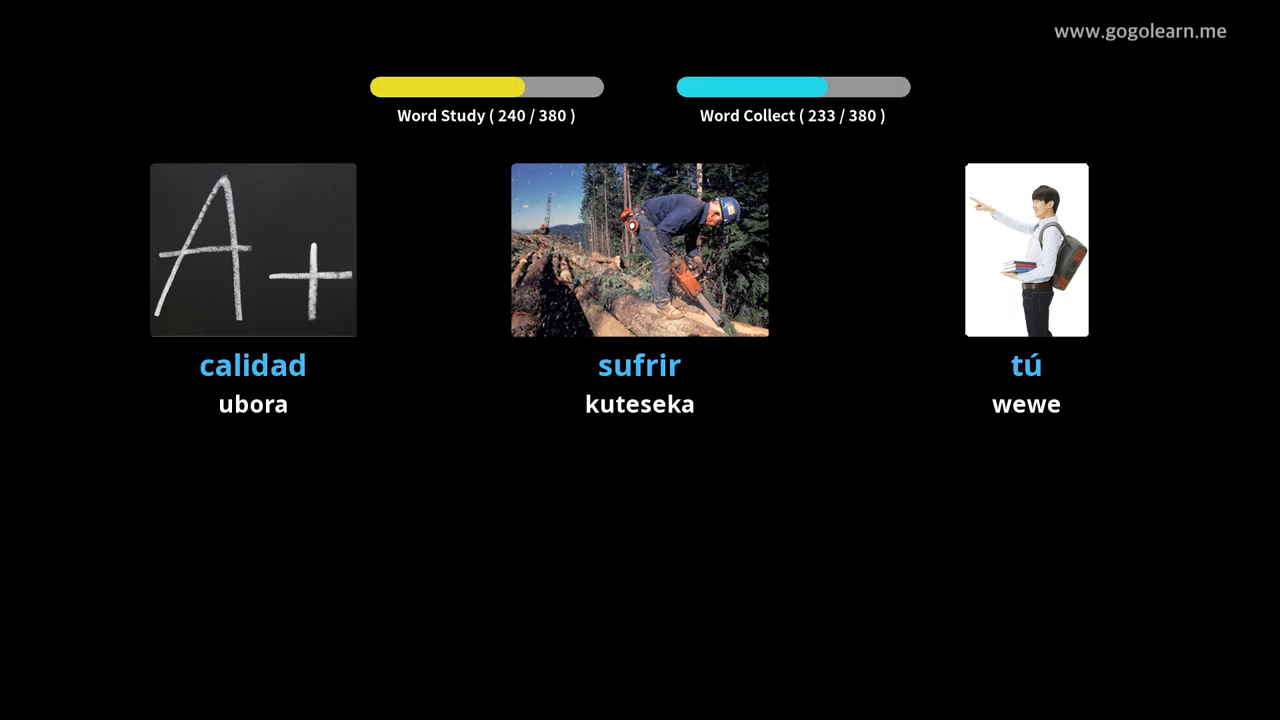 www.gogolearn.me
Word Study ( 240 / 380 )
Word Collect ( 233 / 380 )
A+
calidad
sufrir
tú
ubora
kuteseka
wewe